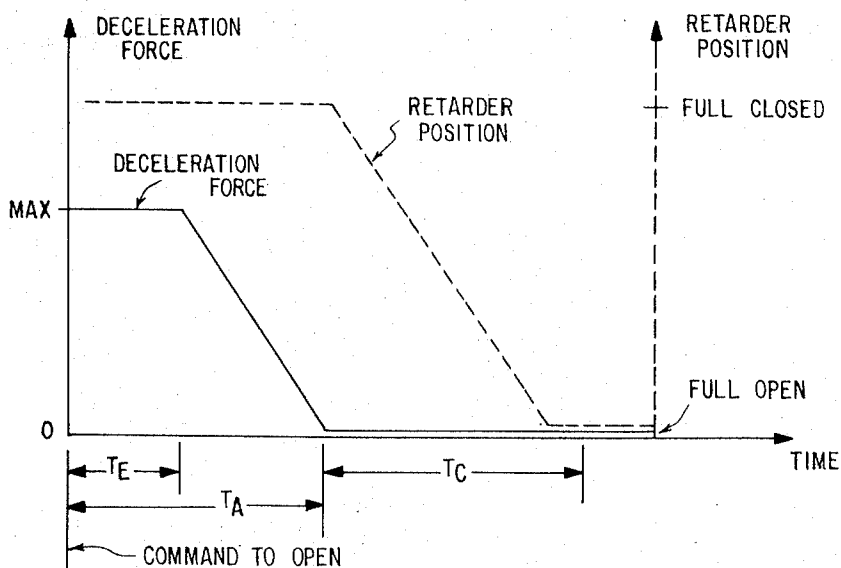 DECELERATION
FORCE
RETARDER
POSITION
RETARDER
POSITION
FULL CLOSED
DECELERATION
FORCE
MAX
FULL OPEN
0
TIME
TE
TC
TA
COMMAND TO OPEN